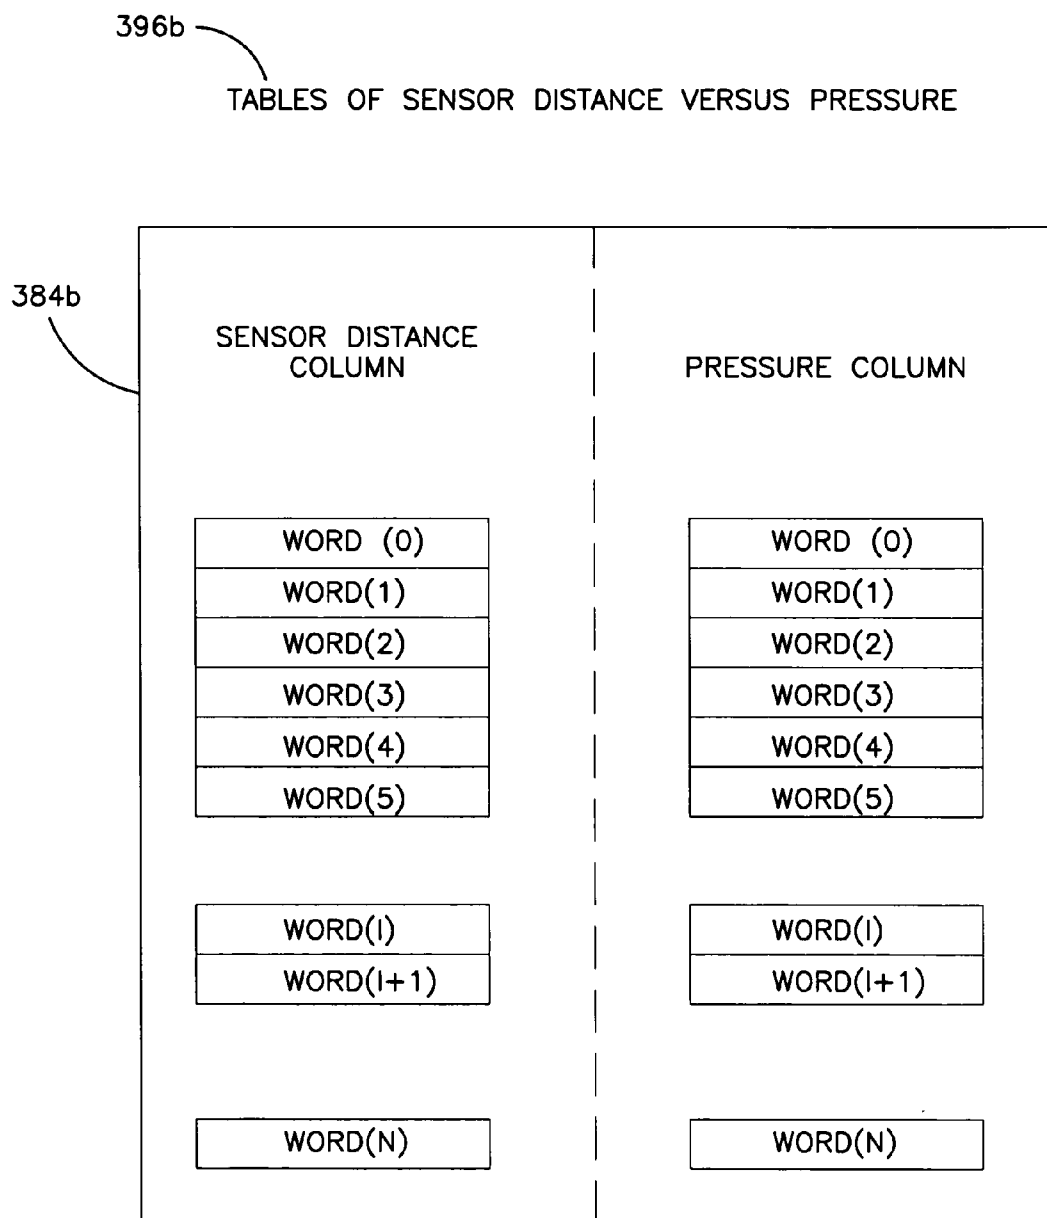 396b
TABLES OF SENSOR DISTANCE VERSUS PRESSURE
384b
SENSOR DISTANCE
COLUMN
PRESSURE COLUMN
WORD (0)
WORD(1)
WORD(2)
WORD(3)
WORD(4)
WORD(5)
WORD(I)
WORD(I+1)
WORD(N)
WORD (0)
WORD(1)
WORD(2)
WORD(3)
WORD(4)
WORD(5)
WORD(I)
WORD(I+1)
WORD(N)